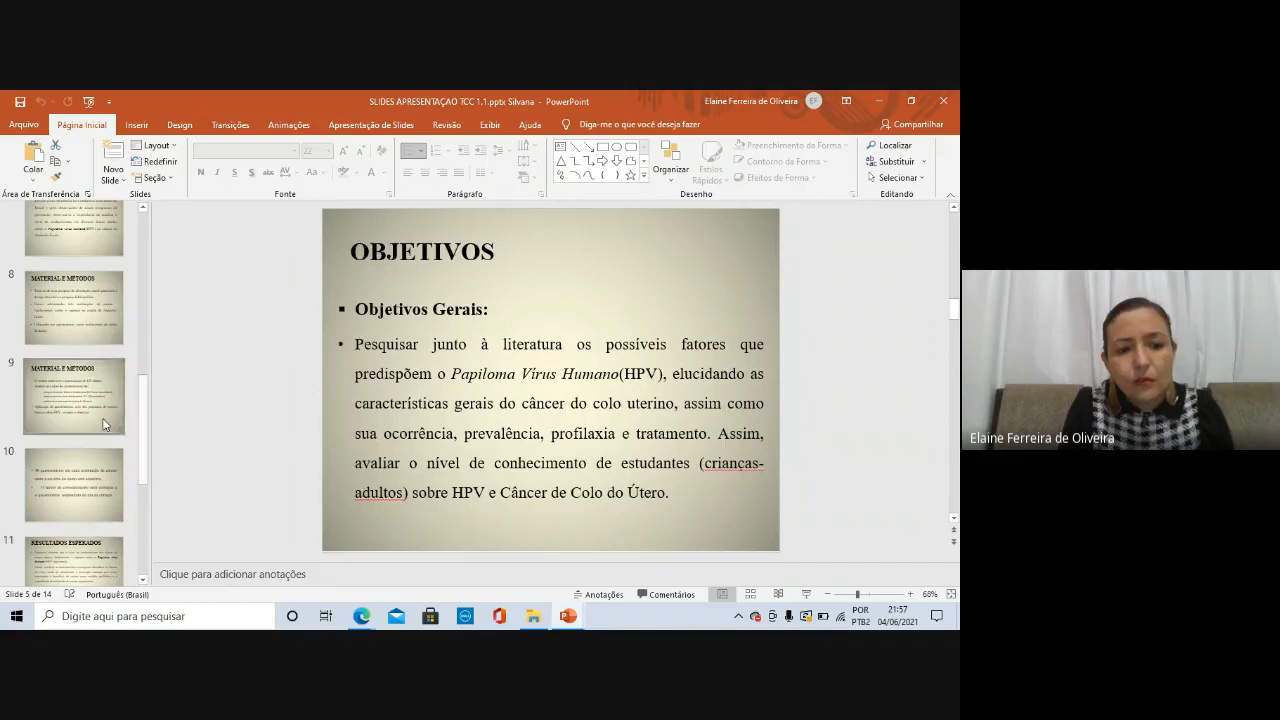 SLIDES APRESENTAÇAO TCC 1.1.pptx Silvana - PowerPoint
Elaine Ferreira de Oliveira
EF
Arquivo
Página Inicial
Inserir
Design
Transições
Animações
Apresentação de Slides
Revisão
Exibir
Ajuda
Diga-me o que você deseja fazer
Compartilhar
Colar
Área de Transferência
Novo
Slide
Layout
Redefinir
Seção
Slides
22
N I S abc AV Aa
Fonte
Parágrafo
Organizar
Estilos
Rápidos
Preenchimento da Forma
Contorno da Forma
Efeitos de Forma
Desenho
Localizar
Substituir
Selecionar
Editando
8
MATERIAL E MÉTODOS
9
MATERIAL E MÉTODOS
10
11
RESULTADOS ESPERADOS
OBJETIVOS
▪ Objetivos Gerais:
• Pesquisar junto à literatura os possíveis fatores que
predispõem o Papiloma Vírus Humano(HPV), elucidando as
características gerais do câncer do colo uterino, assim como
sua ocorrência, prevalência, profilaxia e tratamento. Assim,
avaliar o nível de conhecimento de estudantes (crianças-
adultos) sobre HPV e Câncer de Colo do Útero.
Clique para adicionar anotações
Slide 5 de 14
Português (Brasil)
Anotações
Comentários
68%
Digite aqui para pesquisar
POR
PTB2
21:57
04/06/2021
Elaine Ferreira de Oliveira